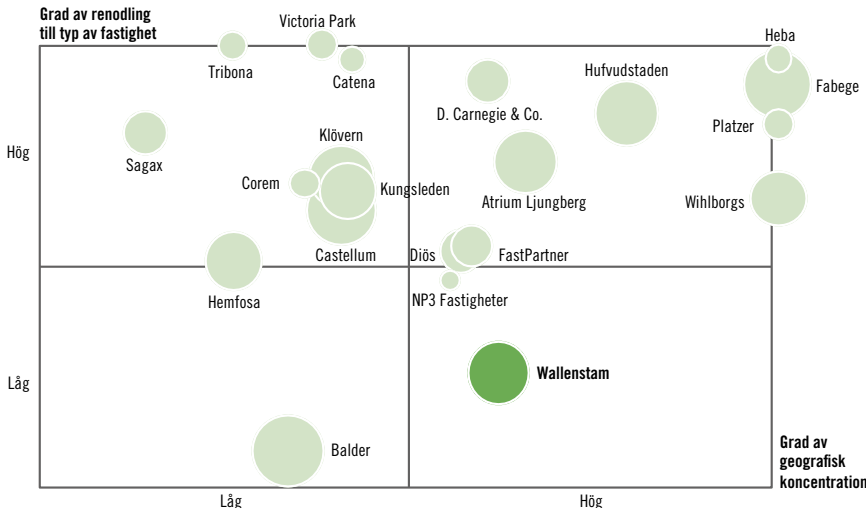 Grad av renodling
till typ av fastighet
Victoria Park
Tribona
Catena
Heba
Hufvudstaden
Fabege
D. Carnegie & Co.
Platzer
Hög
Klövern
Sagax
Corem
Kungsleden
Atrium Ljungberg
Wihlborgs
Castellum
Diös
FastPartner
Hemfosa
NP3 Fastigheter
Wallenstam
Låg
Balder
Grad av
geografisk
koncentration
Låg
Hög